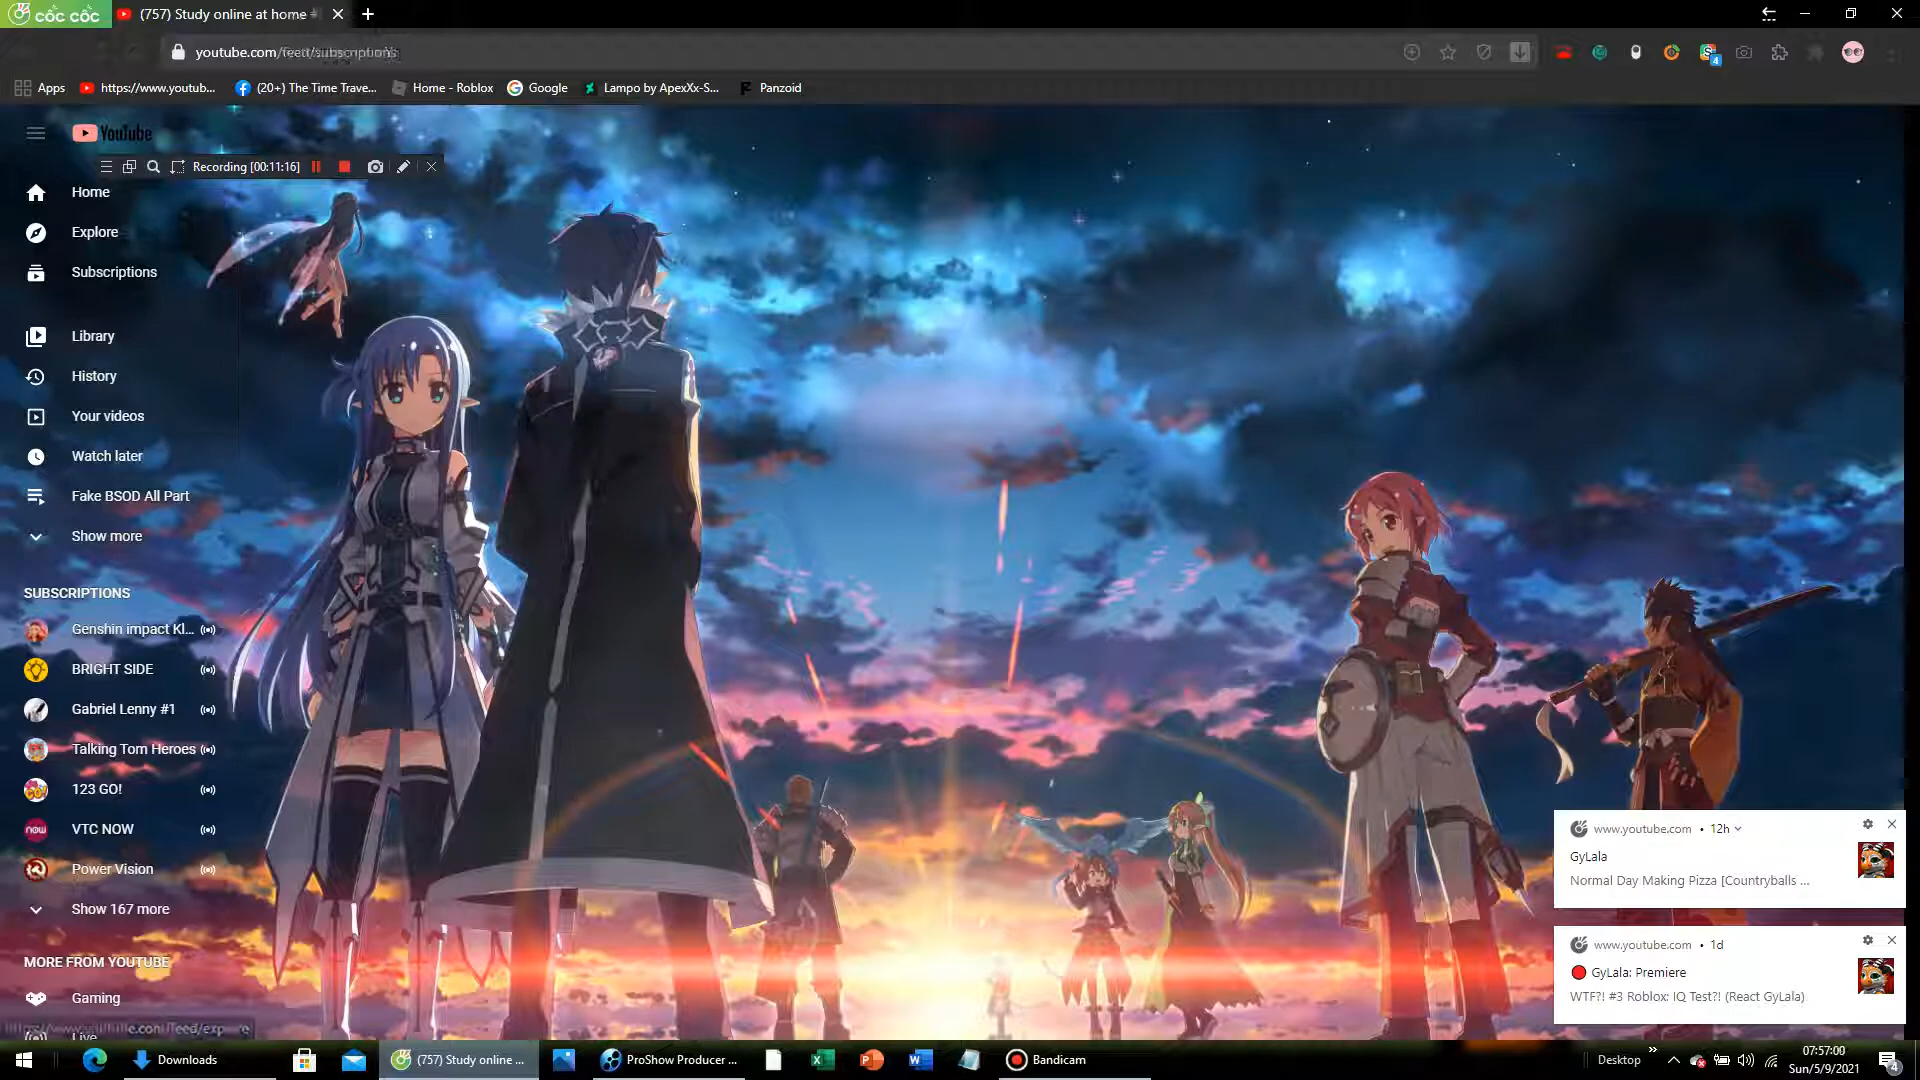 cốc cốc
(757) Study online at home #
youtube.com/feed/subscriptions
4
Apps
https://www.youtub...
(20+) The Time Trave...
Home - Roblox
Google
Lampo by ApexXx-S...
Panzoid
YouTube
Recording [00:11:16]
Home
Explore
Subscriptions
Library
History
Your videos
Watch later
Fake BSOD All Part
Show more
SUBSCRIPTIONS
Genshin impact Kl...
BRIGHT SIDE
Gabriel Lenny #1
Talking Tom Heroes
123 GO!
VTC NOW
Power Vision
Show 167 more
MORE FROM YOUTUBE
Gaming
Live
www.youtube.com • 12h
GyLala
Normal Day Making Pizza [Countryballs ...
www.youtube.com • 1d
GyLala: Premiere
WTF?! #3 Roblox: IQ Test?! (React GyLala)
Downloads
(757) Study online ...
ProShow Producer ...
Bandicam
Desktop
07:57:00
Sun/5/9/2021
4